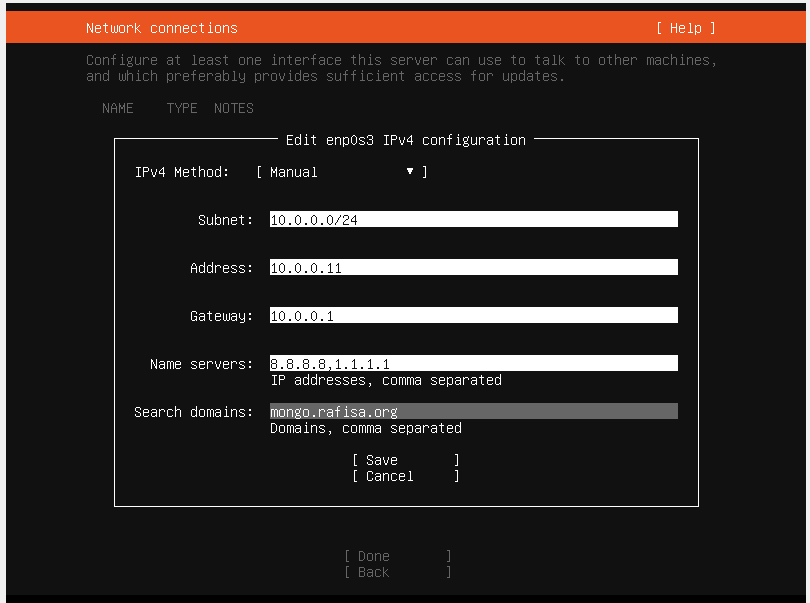 Network connections [ Help ]
Configure at least one interface this server can use to talk to other machines,
and which preferably provides sufficient access for updates.
NAME TYPE NOTES
Edit enp0s3 IPv4 configuration
IPv4 Method: [ Manual ▼ ]
Subnet: 10.0.0.0/24
Address: 10.0.0.11
Gateway: 10.0.0.1
Name servers: 8.8.8.8,1.1.1.1
IP addresses, comma separated
Search domains: mongo.rafisa.org
Domains, comma separated
[ Save ]
[ Cancel ]
[ Done ]
[ Back ]